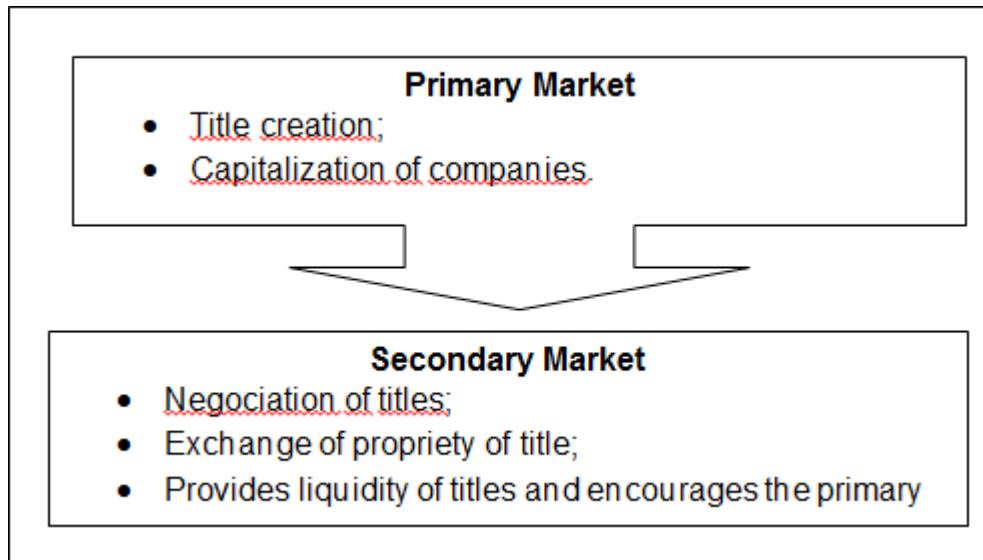 Primary Market
• Title creation;
• Capitalization of companies.
Secondary Market
• Negociation of titles;
• Exchange of propriety of title;
• Provides liquidity of titles and encourages the primary